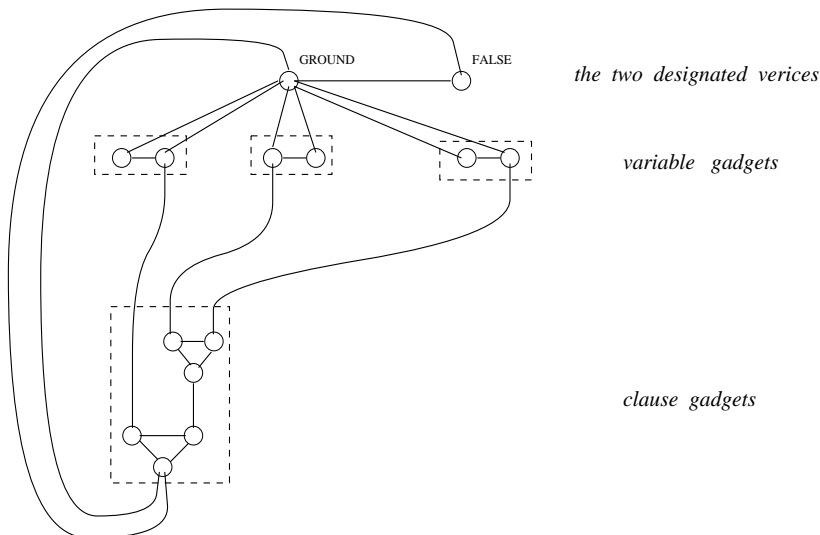 GROUND
FALSE
the two designated verices
variable gadgets
clause gadgets